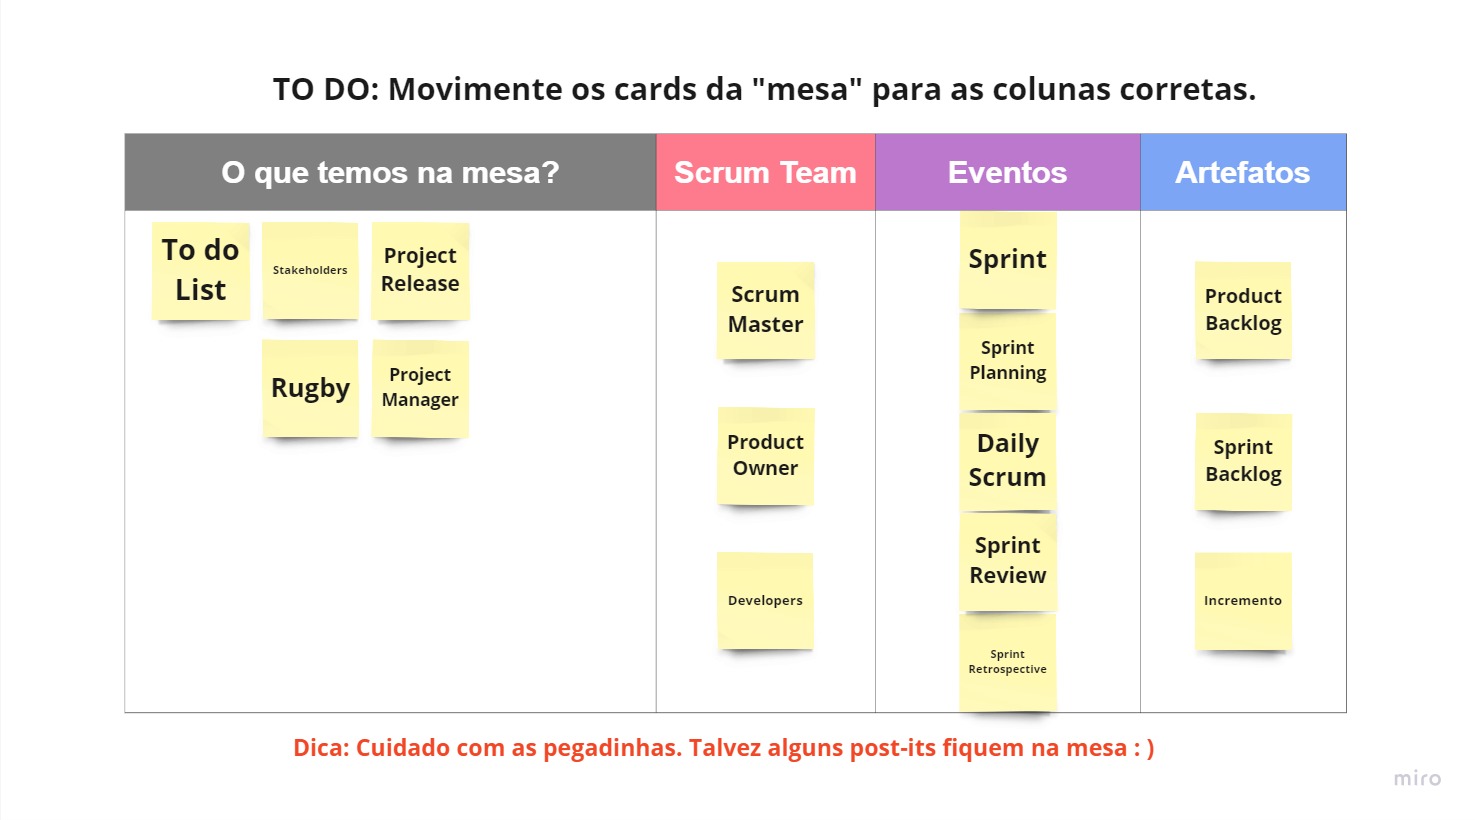 TO DO: Movimente os cards da "mesa" para as colunas corretas.
O que temos na mesa?
Scrum Team
Eventos
Artefatos
To do
List
Stakeholders
Project
Release
Rugby
Project
Manager
Scrum
Master
Product
Owner
Developers
Sprint
Sprint
Planning
Daily
Scrum
Sprint
Review
Sprint
Retrospective
Product
Backlog
Sprint
Backlog
Incremento
Dica: Cuidado com as pegadinhas. Talvez alguns post-its fiquem na mesa : )
miro